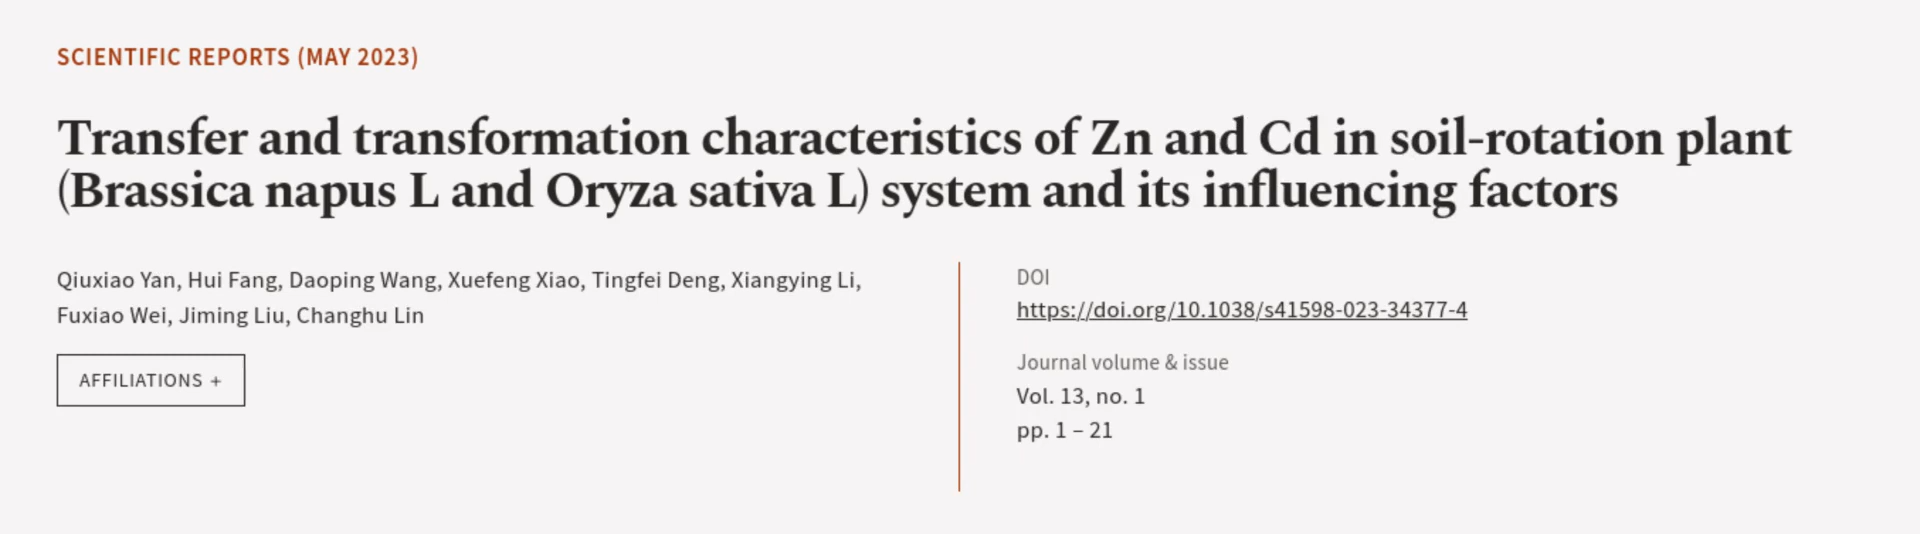 SCIENTIFIC REPORTS (MAY 2023)
Transfer and transformation characteristics of Zn and Cd in soil-rotation plant
(Brassica napus L and Oryza sativa L) system and its influencing factors
Qiuxiao Yan, Hui Fang, Daoping Wang, Xuefeng Xiao, Tingfei Deng, Xiangying Li,
Fuxiao Wei, Jiming Liu, Changhu Lin
AFFILIATIONS +
DOI
https://doi.org/10.1038/s41598-023-34377-4
Journal volume & issue
Vol. 13, no. 1
pp. 1 – 21